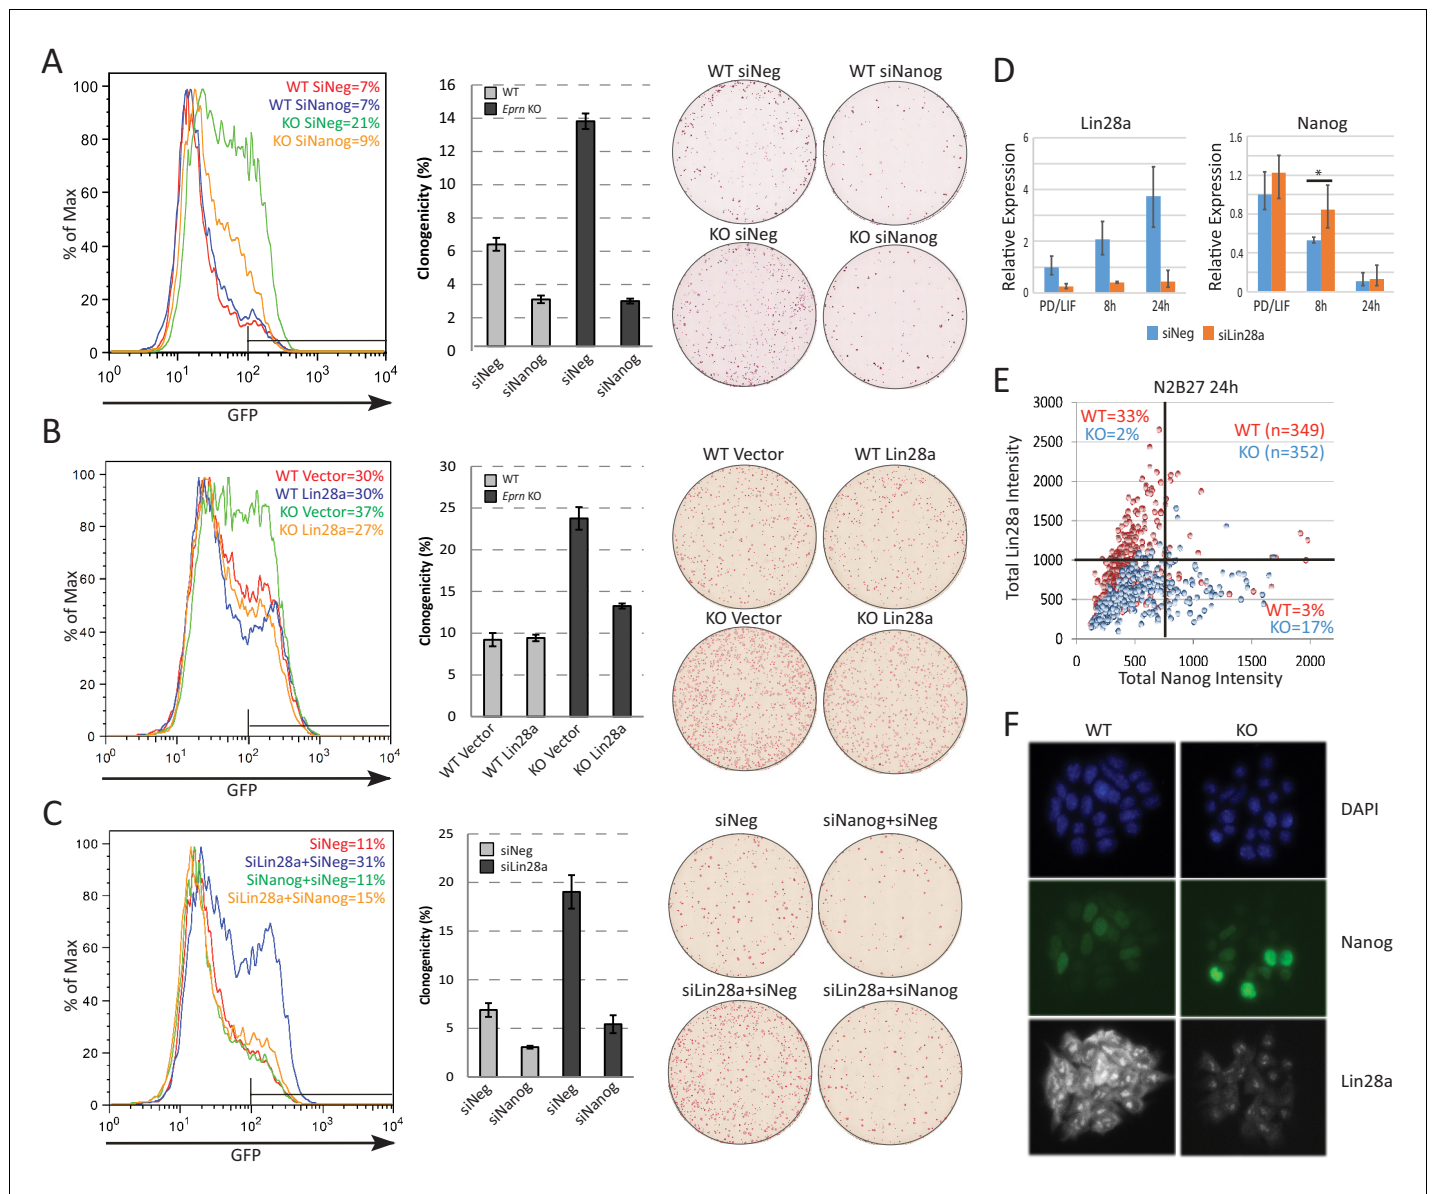 A
WT SiNeg=7%
WT SiNanog=7%
KO SiNeg=21%
KO SiNanog=9%
% of Max
100
80
60
40
20
0
10^0 10^1 10^2 10^3 10^4
GFP
Clonogenicity (%)
16
14
12
10
8
6
4
2
0
WT
Eprn KO
siNeg siNanog siNeg siNanog
WT siNeg WT siNanog
KO siNeg KO siNanog
B
WT Vector=30%
WT Lin28a=30%
KO Vector=37%
KO Lin28a=27%
% of Max
100
80
60
40
20
0
10^0 10^1 10^2 10^3 10^4
GFP
Clonogenicity (%)
30
25
20
15
10
5
0
WT
Eprn KO
WT Vector WT Lin28a KO Vector KO Lin28a
WT Vector WT Lin28a
KO Vector KO Lin28a
C
SiNeg=11%
SiLin28a+SiNeg=31%
SiNanog+siNeg=11%
SiLin28a+SiNanog=15%
% of Max
100
80
60
40
20
0
10^0 10^1 10^2 10^3 10^4
GFP
Clonogenicity (%)
25
20
15
10
5
0
siNeg
siLin28a
siNeg siNanog siNeg siNanog
siNeg siNanog+siNeg
siLin28a+siNeg siLin28a+siNanog
D
Lin28a
Relative Expression
6
4
2
0
PD/LIF 8h 24h
Nanog
Relative Expression
1.6
1.2
0.8
0.4
0
*
PD/LIF 8h 24h
siNeg siLin28a
E
N2B27 24h
Total Lin28a Intensity
3000
2500
2000
1500
1000
500
0
WT=33%
KO=2%
WT (n=349)
KO (n=352)
WT=3%
KO=17%
0 500 1000 1500 2000
Total Nanog Intensity
F
WT KO
DAPI
Nanog
Lin28a